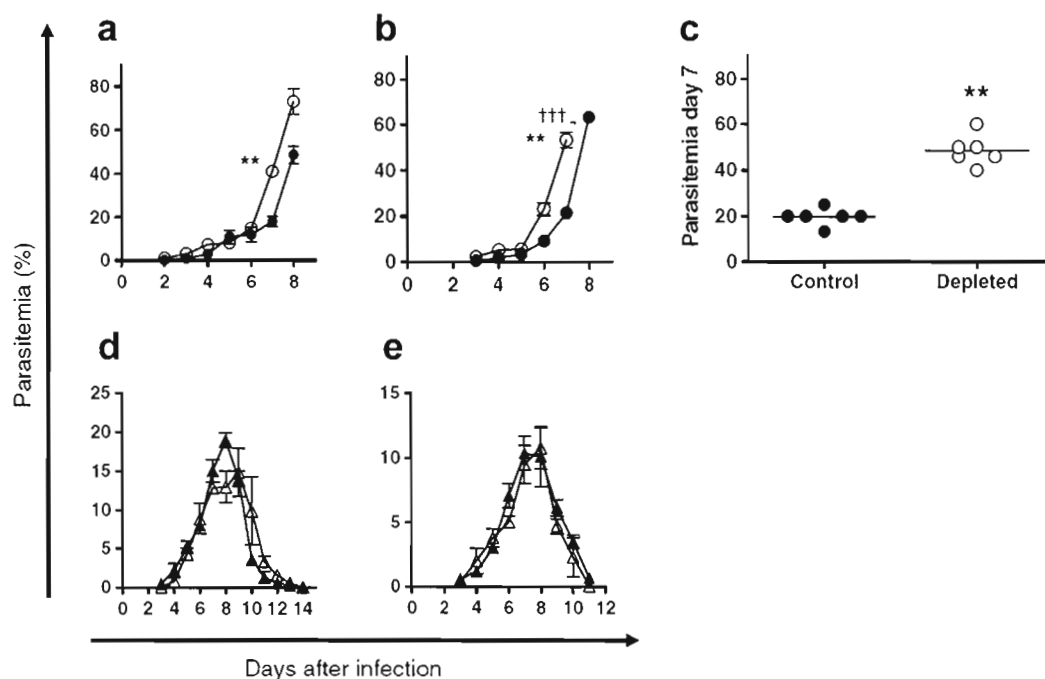 a
b
c
80
60
40
20
0
**
0 2 4 6 8
80
60
40
20
0
†††
**
0 2 4 6 8
Parasitemia day 7
80
60
40
20
0
**
Control Depleted
Parasitemia (%)
d
e
25
20
15
10
5
0
0 2 4 6 8 10 12 14
15
10
5
0
0 2 4 6 8 10 12
Days after infection